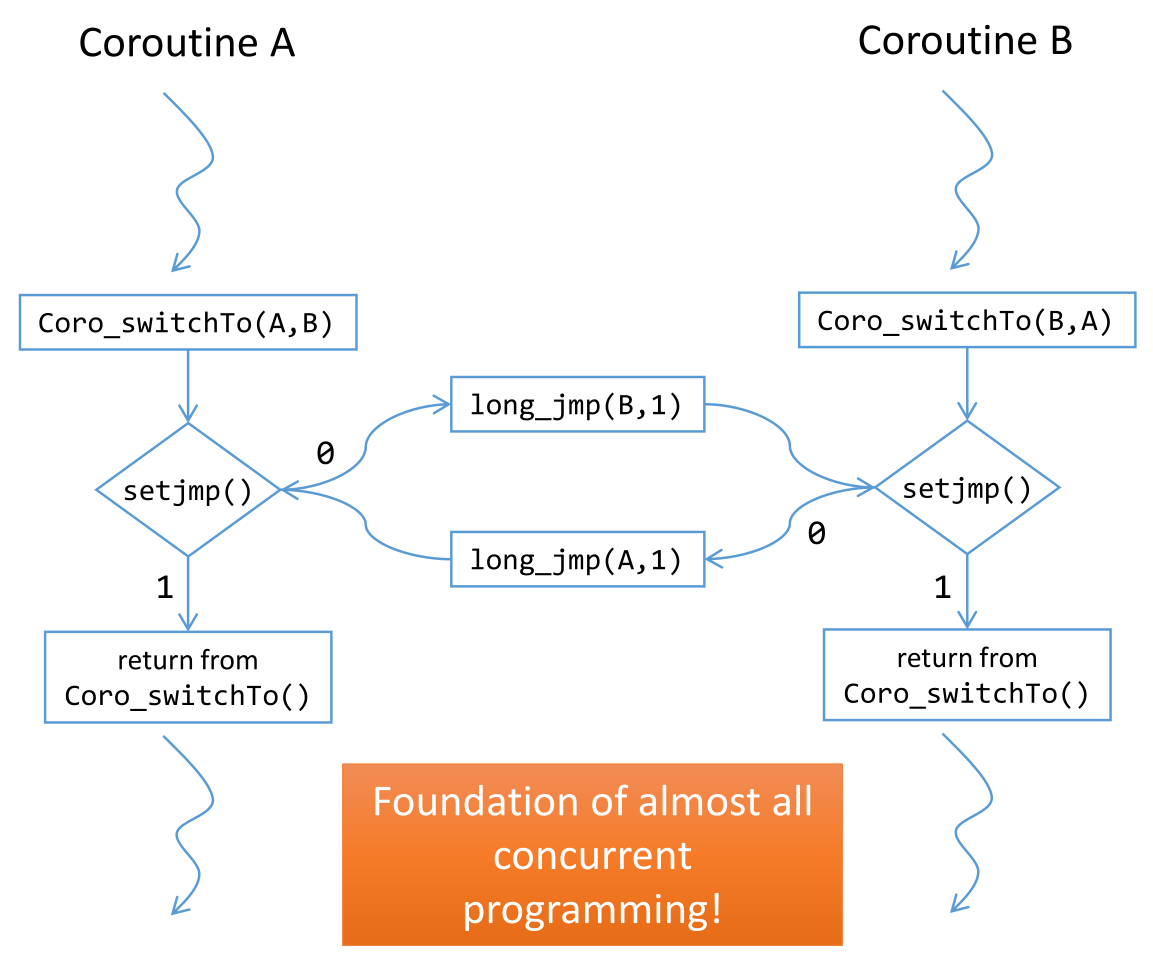 Coroutine A
Coroutine B
Coro_switchTo(A,B)
Coro_switchTo(B,A)
long_jmp(B,1)
0
setjmp()
setjmp()
0
long_jmp(A,1)
1
1
return from
Coro_switchTo()
return from
Coro_switchTo()
Foundation of almost all
concurrent
programming!